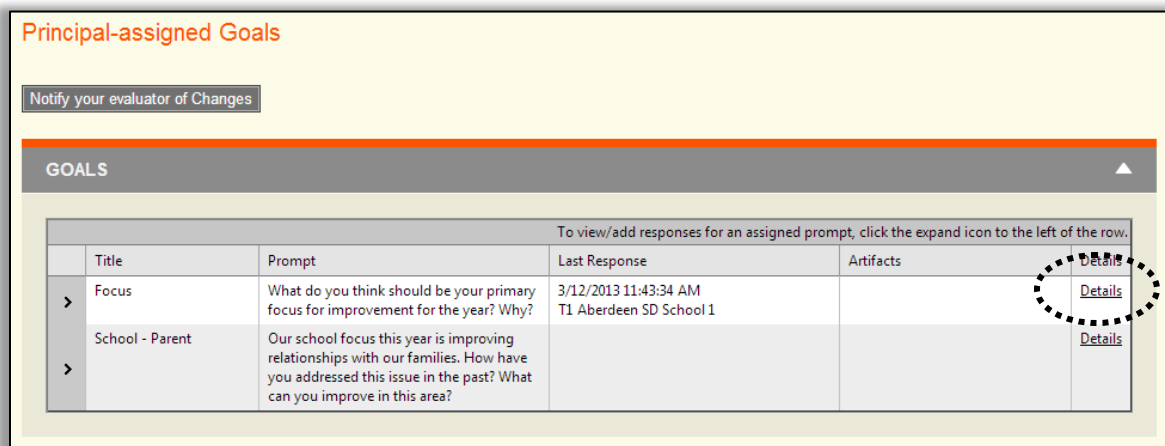 Principal-assigned Goals
Notify your evaluator of Changes
GOALS
To view/add responses for an assigned prompt, click the expand icon to the left of the row.
Title Prompt Last Response Artifacts Details
Focus What do you think should be your primary 3/12/2013 11:43:34 AM Details
focus for improvement for the year? Why? T1 Aberdeen SD School 1
School - Parent Our school focus this year is improving Details
relationships with our families. How have
you addressed this issue in the past? What
can you improve in this area?